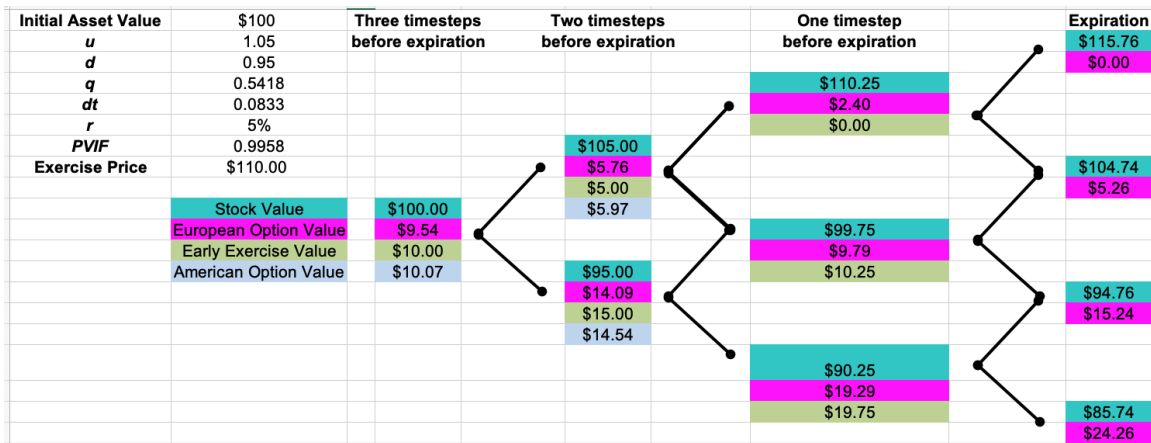 Initial Asset Value $100 Three timesteps Two timesteps One timestep Expiration
u 1.05 before expiration before expiration before expiration $115.76
d 0.95 $0.00
q 0.5418 $110.25
dt 0.0833 $2.40
r 5% $0.00
PVIF 0.9958 $105.00
Exercise Price $110.00 $5.76 $104.74
$5.00 $5.26
Stock Value $100.00 $5.97
European Option Value $9.54 $99.75
Early Exercise Value $10.00 $9.79
American Option Value $10.07 $95.00 $10.25
$14.09 $94.76
$15.00 $15.24
$14.54
$90.25
$19.29
$19.75 $85.74
$24.26